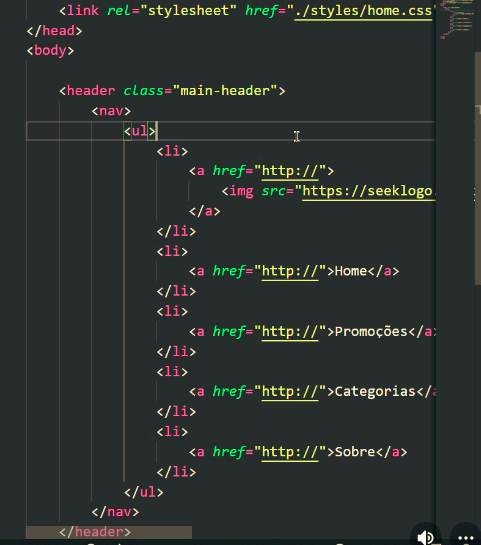 <link rel="stylesheet" href="./styles/home.css"
</head>
<body>
<header class="main-header">
<nav>
<ul>
<li>
<a href="http://">
<img src="https://seeklogo.
</a>
</li>
<li>
<a href="http://">Home</a>
</li>
<li>
<a href="http://">Promoções</a>
</li>
<li>
<a href="http://">Categorias</a
</li>
<li>
<a href="http://">Sobre</a>
</li>
</ul>
</nav>
</header>